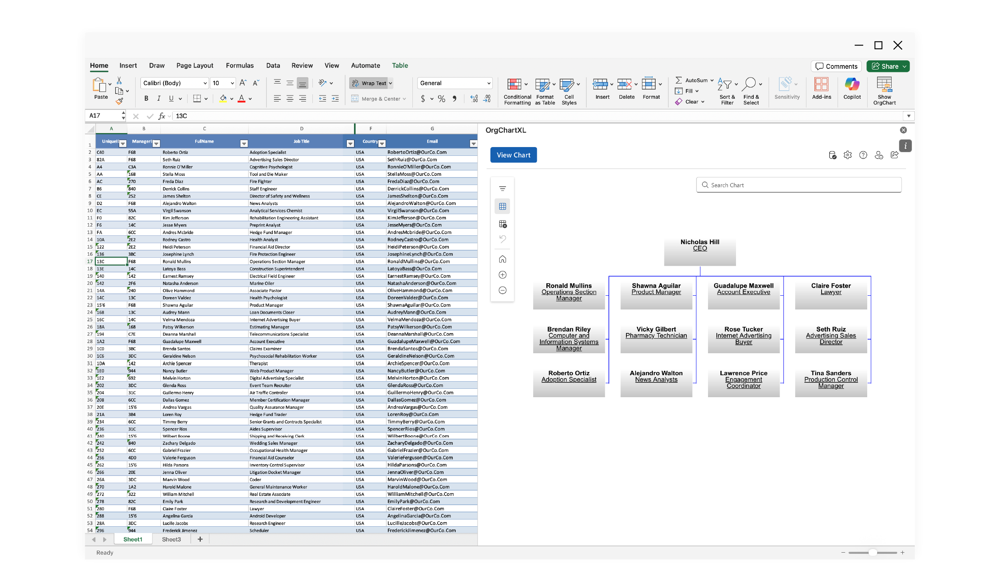 Home Insert Draw Page Layout Formulas Data Review View Automate Table Comments Share
Paste Calibri (Body) 10 Wrap Text General AutoSum
B I U Merge & Center $ % Fill
Conditional Formatting Format as Table Cell Styles Insert Delete Format Clear Sort & Filter Find & Select Sensitivity Add-ins Copilot Show OrgChart
A17 fx 13C
A B C D F G
1 UniqueI ManagerI FullName Job Title Country Email
2 C40 F68 Roberto Ortiz Adoption Specialist USA RobertoOrtiz@OurCo.Com
3 82A F68 Seth Ruiz Advertising Sales Director USA SethRuiz@OurCo.Com
4 A4 C3A Ronnie O'Miller Cognitive Psychologist USA RonnieO'Miller@OurCo.Com
5 AA 168 Stella Moss Tool and Die Maker USA StellaMoss@OurCo.Com
6 AC 270 Freda Diaz Fire Fighter USA FredaDiaz@OurCo.Com
7 B6 840 Derrick Collins Staff Engineer USA DerrickCollins@OurCo.Com
8 CE 252 James Shelton Director of Safety and Wellness USA JamesShelton@OurCo.Com
9 D2 F68 Alejandro Walton News Analysts USA AlejandroWalton@OurCo.Com
10 EC 55A Virgil Swanson Analytical Services Chemist USA VirgilSwanson@OurCo.Com
11 F0 82C Kim Jefferson Rehabilitation Engineering Assistant USA KimJefferson@OurCo.Com
12 F6 14C Jesse Myers Preprint Analyst USA JesseMyers@OurCo.Com
13 FA 6CC Andres Mcbride Hedge Fund Manager USA AndresMcbride@OurCo.Com
14 10A 2E2 Rodney Castro Health Analyst USA RodneyCastro@OurCo.Com
15 122 2E2 Heidi Peterson Financial Aid Director USA HeidiPeterson@OurCo.Com
16 136 3BC Josephine Lynch Fire Protection Engineer USA JosephineLynch@OurCo.Com
17 13C F68 Ronald Mullins Operations Section Manager USA RonaldMullins@OurCo.Com
18 13E 14C Latoya Bass Construction Superintendent USA LatoyaBass@OurCo.Com
19 140 142 Earnest Ramsey Electrical Field Engineer USA EarnestRamsey@OurCo.Com
20 142 2F6 Natasha Anderson Marine Oiler USA NatashaAnderson@OurCo.Com
21 14A 240 Olive Hammond Associate Pastor USA OliveHammond@OurCo.Com
22 14C 13C Doreen Valdez Health Psychologist USA DoreenValdez@OurCo.Com
23 15'6 F68 Shawna Aguilar Product Manager USA ShawnaAguilar@OurCo.Com
24 168 13C Audrey Mann Loan Documents Closer USA AudreyMann@OurCo.Com
25 16C 14C Velma Mendoza Internet Advertising Buyer USA VelmaMendoza@OurCo.Com
26 18A 168 Patsy Wilkerson Estimating Manager USA PatsyWilkerson@OurCo.Com
27 194 C7E Deanna Marshall Telecommunications Specialist USA DeannaMarshall@OurCo.Com
28 1A2 F68 Guadalupe Maxwell Account Executive USA GuadalupeMaxwell@OurCo.Com
29 1C0 3BC Brenda Santos Claims Examiner USA BrendaSantos@OurCo.Com
30 1C6 3DC Geraldine Nelson Psychosocial Rehabilitation Worker USA GeraldineNelson@OurCo.Com
31 1DA 142 Archie Spencer Therapist USA ArchieSpencer@OurCo.Com
32 1E0 944 Nancy Butler Web Product Manager USA NancyButler@OurCo.Com
33 1E2 692 Melvin Horton Digital Advertising Specialist USA MelvinHorton@OurCo.Com
34 202 3DC Glenda Ross Event Team Recruiter USA GlendaRoss@OurCo.Com
35 204 31C Guillermo Henry Air Traffic Controller USA GuillermoHenry@OurCo.Com
36 208 6CC Dallas Gomez Member Certification Manager USA DallasGomez@OurCo.Com
37 20E 15'6 Andrea Vargas Quality Assurance Manager USA AndreaVargas@OurCo.Com
38 21A 3B4 Loren Roy Hedge Fund Trader USA LorenRoy@OurCo.Com
39 234 6CC Timmy Berry Senior Grants and Contracts Specialist USA TimmyBerry@OurCo.Com
40 236 31C Spencer Rios Aides Supervisor USA SpencerRios@OurCo.Com
41 240 15'6 Wilbert Boone Shipping and Receiving Clerk USA WilbertBoone@OurCo.Com
42 242 840 Zachary Delgado Wedding Sales Manager USA ZacharyDelgado@OurCo.Com
43 252 6CC Gabriel Frazier Occupational Health Manager USA GabrielFrazier@OurCo.Com
44 256 4D0 Valerie Ferguson Financial Aid Counselor USA ValerieFerguson@OurCo.Com
45 262 15'6 Hilda Parsons Inventory Control Supervisor USA HildaParsons@OurCo.Com
46 266 20E Jenna Oliver Litigation Docket Manager USA JennaOliver@OurCo.Com
47 26A 3DC Marvin Wood Coder USA MarvinWood@OurCo.Com
48 270 1A2 Harold Malone General Maintenance Worker USA HaroldMalone@OurCo.Com
49 272 322 William Mitchell Real Estate Associate USA WilliamMitchell@OurCo.Com
50 278 82C Emily Park Research and Development Engineer USA EmilyPark@OurCo.Com
51 280 F68 Claire Foster Lawyer USA ClaireFoster@OurCo.Com
52 288 15'6 Angelina Garcia Android Developer USA AngelinaGarcia@OurCo.Com
53 28A 3DC Lucille Jacobs Research Engineer USA LucilleJacobs@OurCo.Com
54 296 944 Frederick Jimenez Scheduler USA FrederickJimenez@OurCo.Com
Sheet1 Sheet3 +
Ready
OrgChartXL
View Chart
Search Chart
Nicholas Hill
CEO
Ronald Mullins
Operations Section
Manager
Shawna Aguilar
Product Manager
Guadalupe Maxwell
Account Executive
Claire Foster
Lawyer
Brendan Riley
Computer and
Information Systems
Manager
Vicky Gilbert
Pharmacy Technician
Rose Tucker
Internet Advertising
Buyer
Seth Ruiz
Advertising Sales
Director
Roberto Ortiz
Adoption Specialist
Alejandro Walton
News Analysts
Lawrence Price
Engagement
Coordinator
Tina Sanders
Production Control
Manager